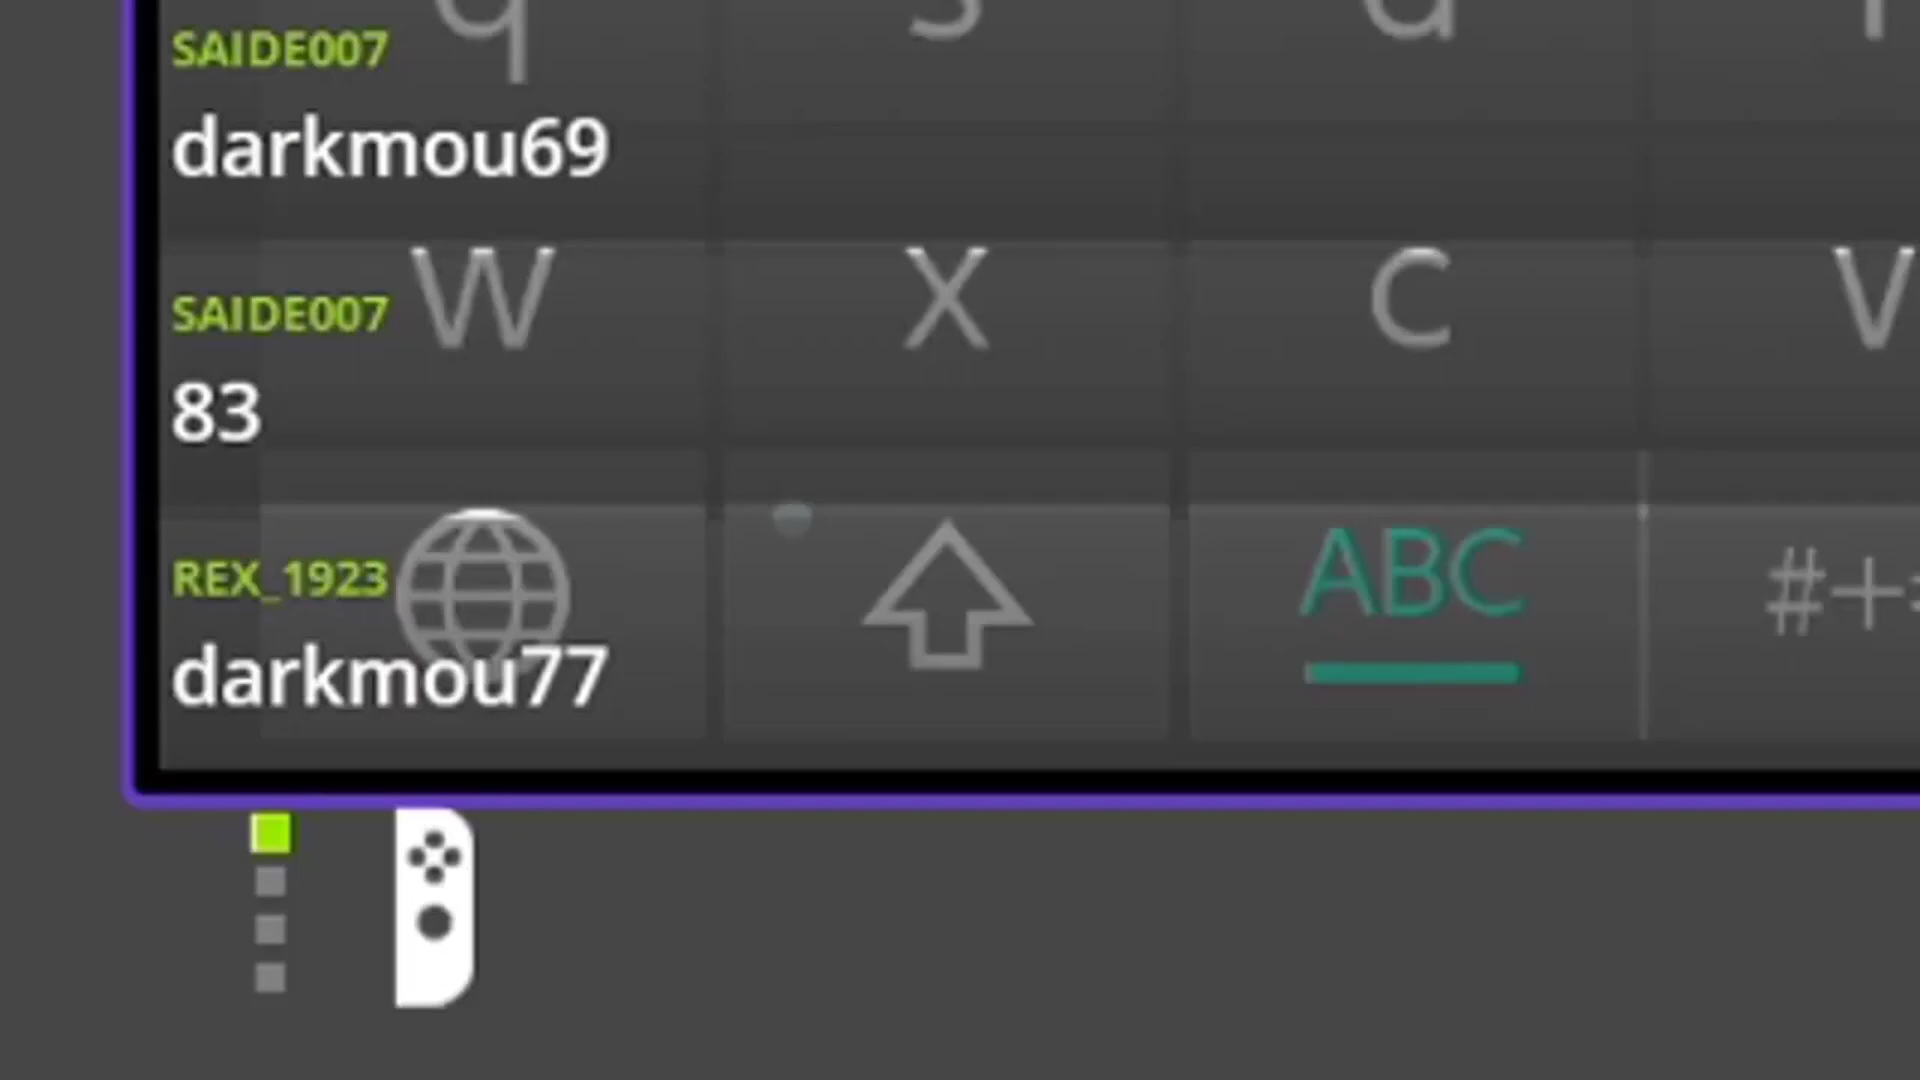 q s d f
SAIDE007
darkmou69
W X C V
SAIDE007
83
REX_1923
ABC #+=
darkmou77